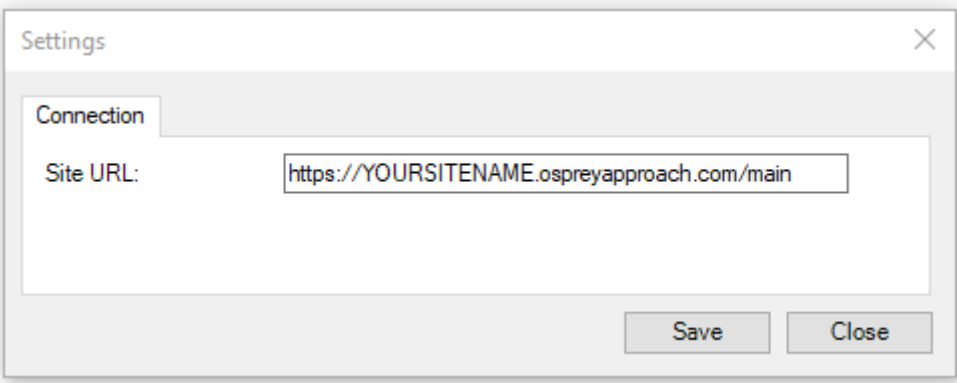 Settings
Connection
Site URL: https://YOURSITENAME.ospreyapproach.com/main
Save Close